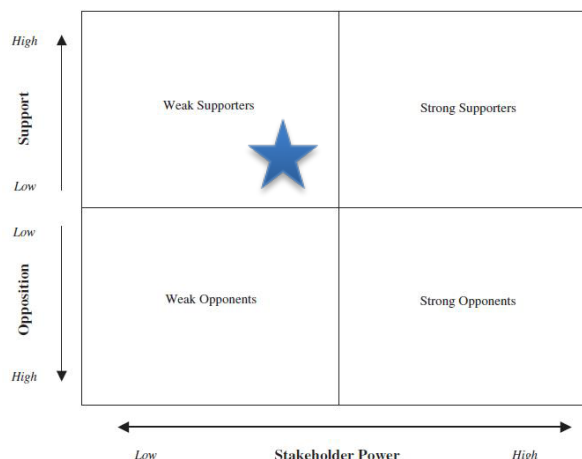 High
Support
Low
Weak Supporters
Strong Supporters
Low
Opposition
High
Weak Opponents
Strong Opponents
Low
Stakeholder Power
High